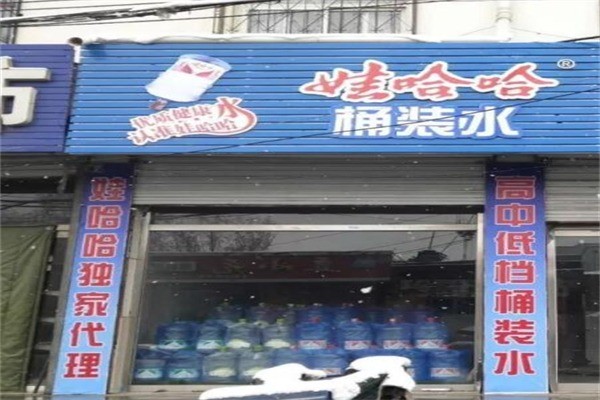 娃哈哈®
桶装水
优质健康水
认准娃哈哈
娃哈哈独家代理
高中低档桶装水